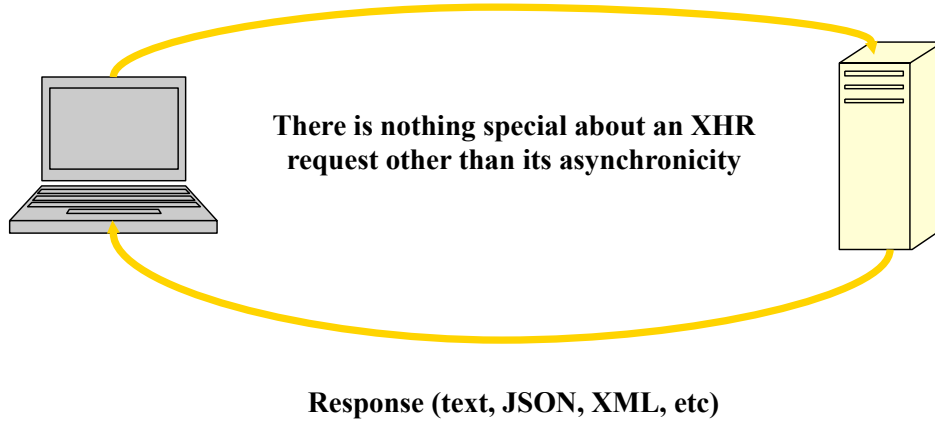 There is nothing special about an XHR
request other than its asynchronicity
Response (text, JSON, XML, etc)